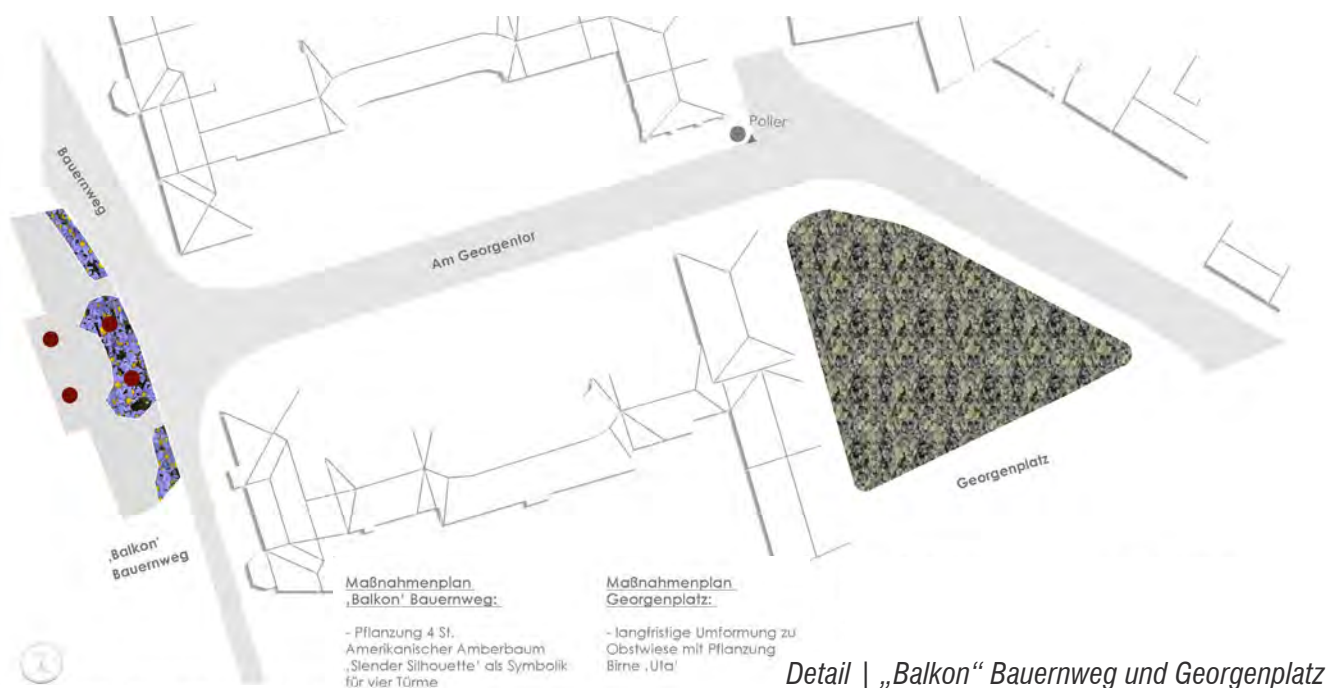 Poller
Bauernweg
Am Georgentor
Georgenplatz
‚Balkon'
Bauernweg
Maßnahmenplan
‚Balkon' Bauernweg:
- Pflanzung 4 St.
Amerikanischer Amberbaum
‚Slender Silhouette' als Symbolik
für vier Türme
Maßnahmenplan
Georgenplatz:
- langfristige Umformung zu
Obstwiese mit Pflanzung
Birne ‚Uta'
Detail | „Balkon“ Bauernweg und Georgenplatz